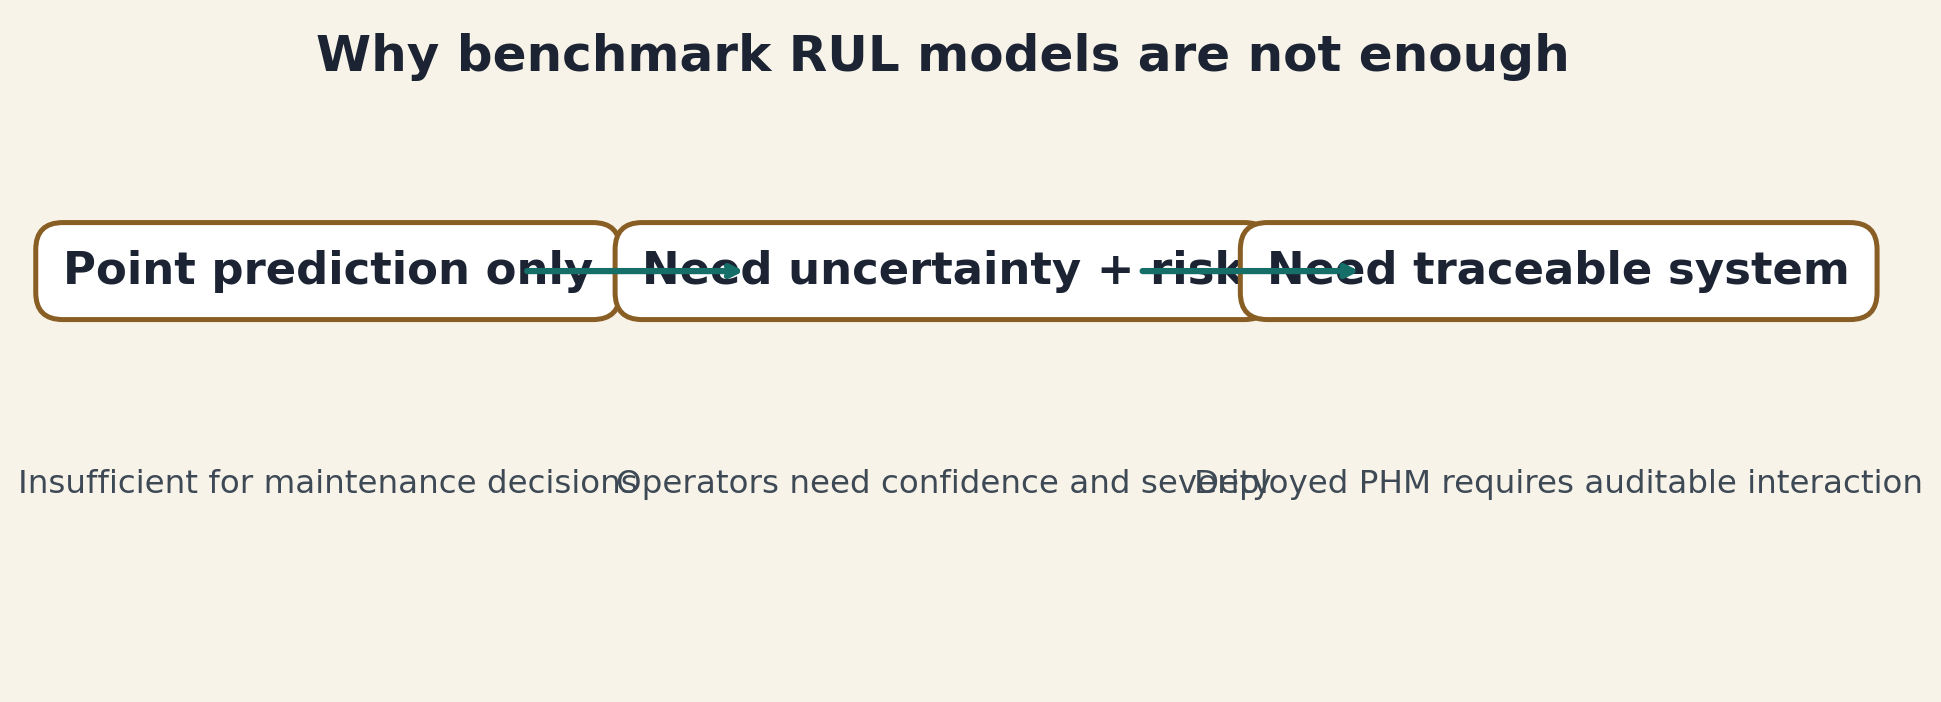 Why benchmark RUL models are not enough
Point prediction only
Need uncertainty + risk
Need traceable system
Insufficient for maintenance decisions
Operators need confidence and severity
Deployed PHM requires auditable interaction